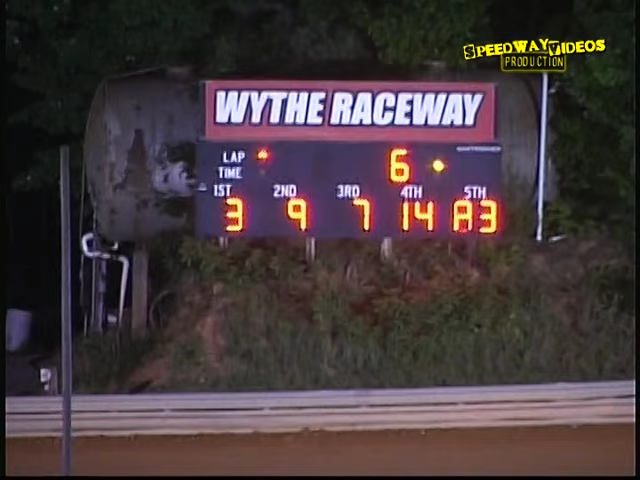 SPEEDWAY VIDEOS
PRODUCTION
WYTHE RACEWAY
LAP 6
TIME
1ST 2ND 3RD 4TH 5TH
3 9 7 14 A3